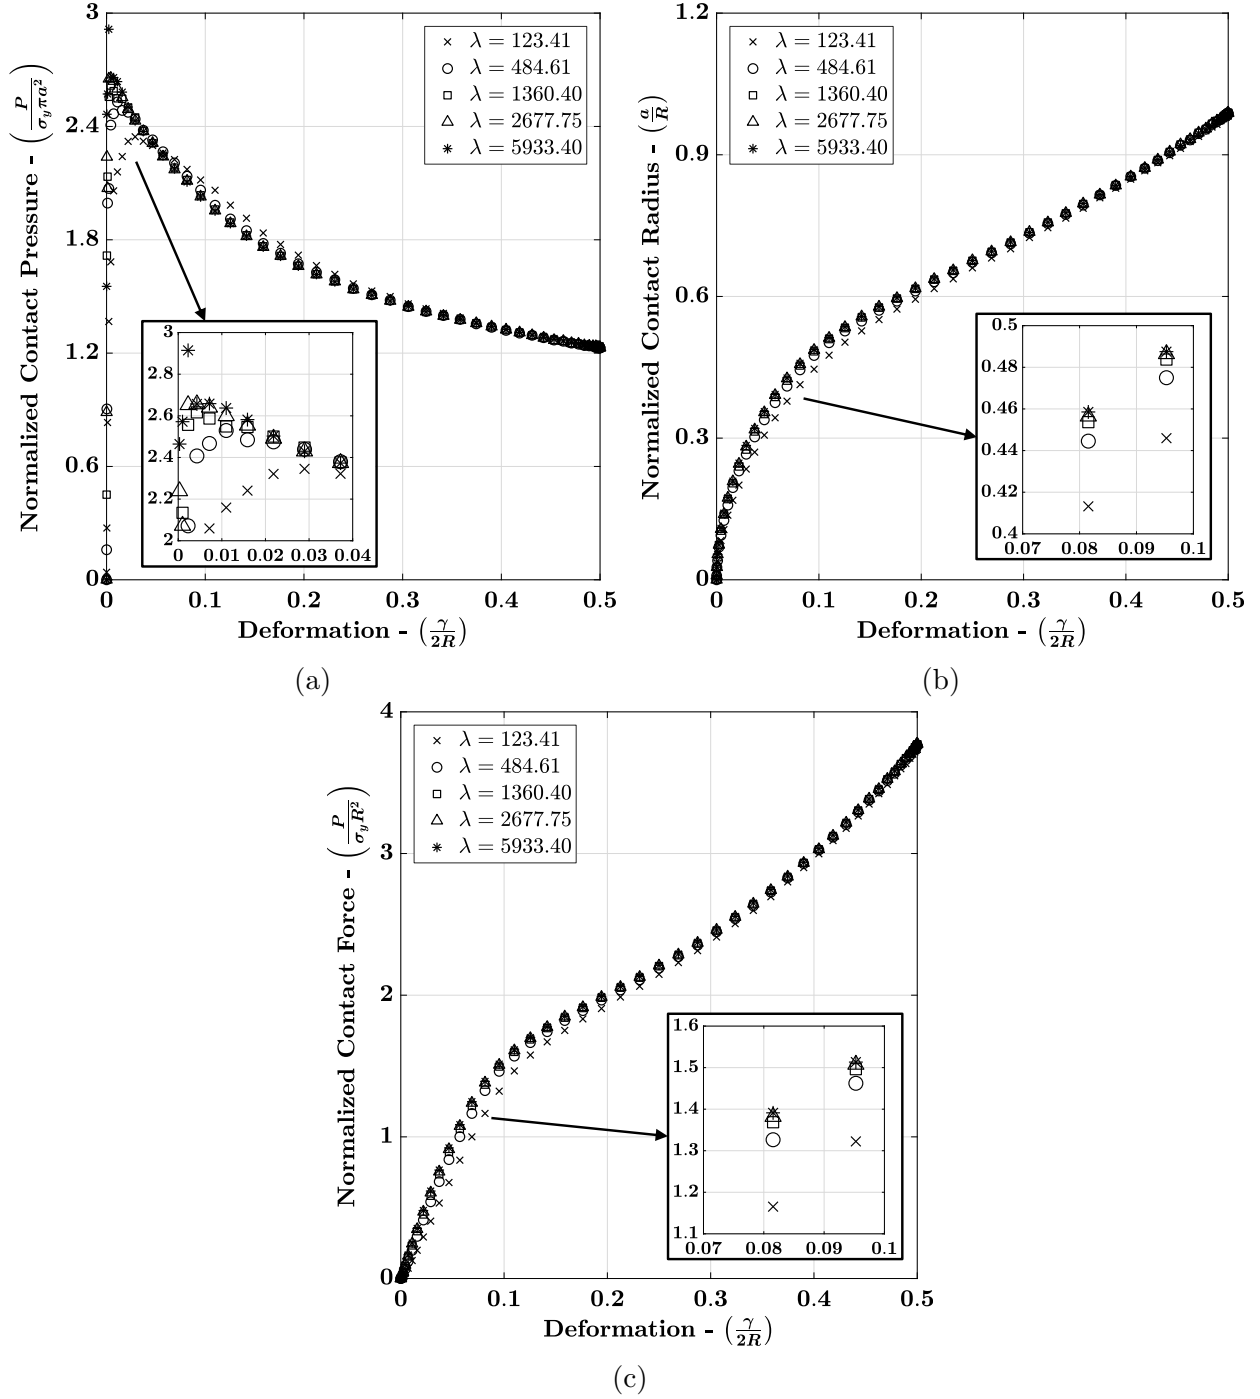 3
2.4
1.8
1.2
0.6
0
0 0.1 0.2 0.3 0.4 0.5
Normalized Contact Pressure - (P/σ_yπa²)
Deformation - (γ/2R)
λ = 123.41
λ = 484.61
λ = 1360.40
λ = 2677.75
λ = 5933.40
3
2.8
2.6
2.4
2.2
2
0 0.01 0.02 0.03 0.04
(a)
1.2
0.9
0.6
0.3
0
0 0.1 0.2 0.3 0.4 0.5
Normalized Contact Radius - (a/R)
Deformation - (γ/2R)
λ = 123.41
λ = 484.61
λ = 1360.40
λ = 2677.75
λ = 5933.40
0.5
0.48
0.46
0.44
0.42
0.4
0.07 0.08 0.09 0.1
(b)
4
3
2
1
0
0 0.1 0.2 0.3 0.4 0.5
Normalized Contact Force - (P/σ_yR²)
Deformation - (γ/2R)
λ = 123.41
λ = 484.61
λ = 1360.40
λ = 2677.75
λ = 5933.40
1.6
1.5
1.4
1.3
1.2
1.1
0.07 0.08 0.09 0.1
(c)